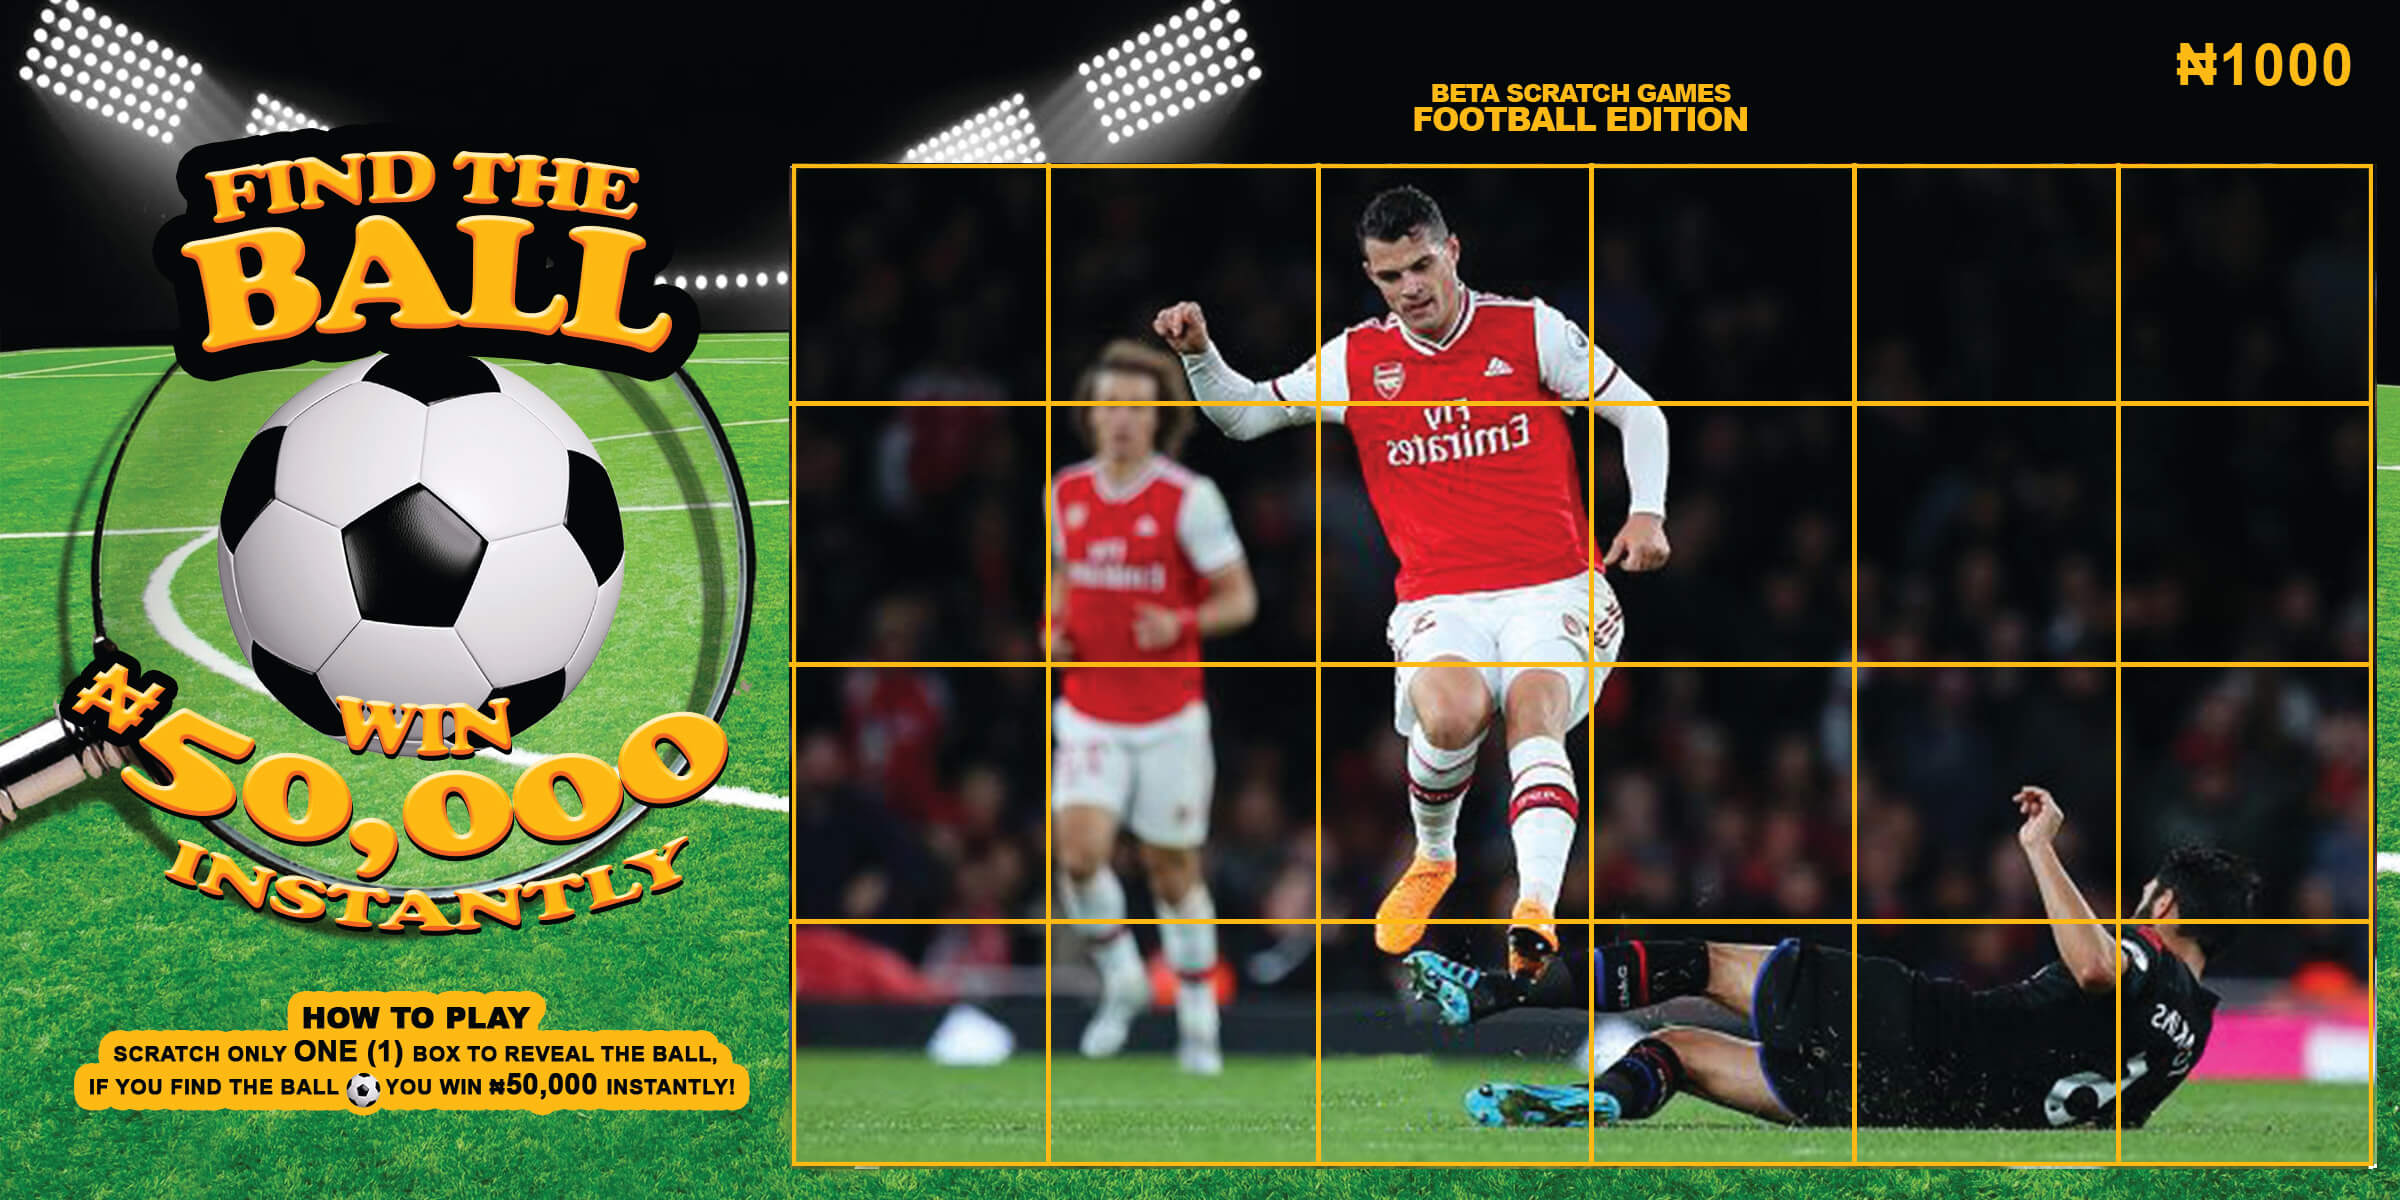 ₦1000
BETA SCRATCH GAMES
FOOTBALL EDITION
FIND THE
BALL
WIN
₦50,000
INSTANTLY
HOW TO PLAY
SCRATCH ONLY ONE (1) BOX TO REVEAL THE BALL,
IF YOU FIND THE BALL YOU WIN ₦50,000 INSTANTLY!
Fly
Emirates